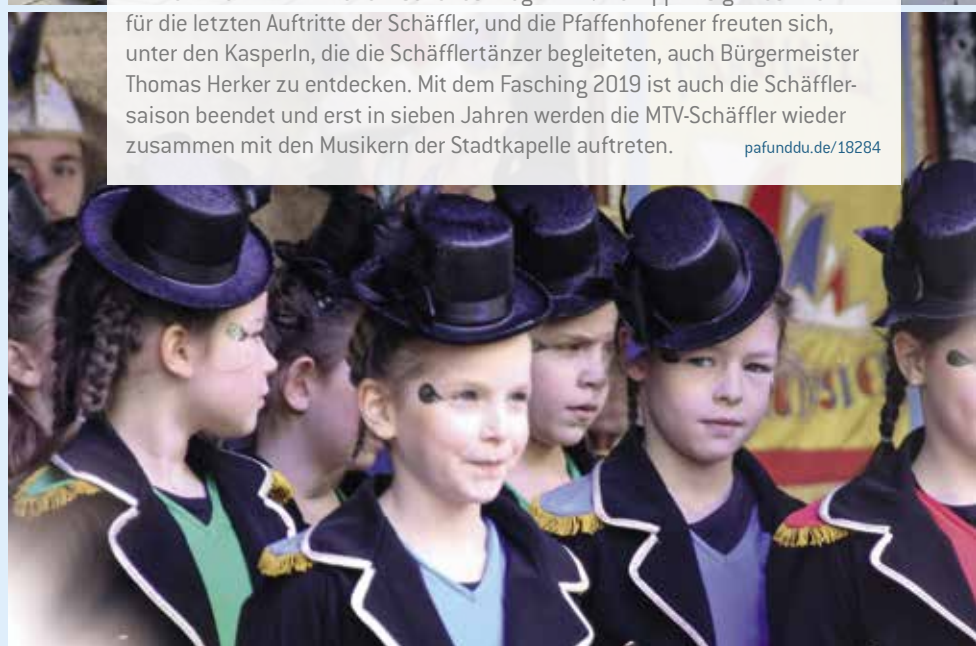 für die letzten Auftritte der Schäffler, und die Pfaffenhofener freuten sich,
unter den Kasperln, die die Schäfflertänzer begleiteten, auch Bürgermeister
Thomas Herker zu entdecken. Mit dem Fasching 2019 ist auch die Schäffler-
saison beendet und erst in sieben Jahren werden die MTV-Schäffler wieder
zusammen mit den Musikern der Stadtkapelle auftreten. pafunddu.de/18284